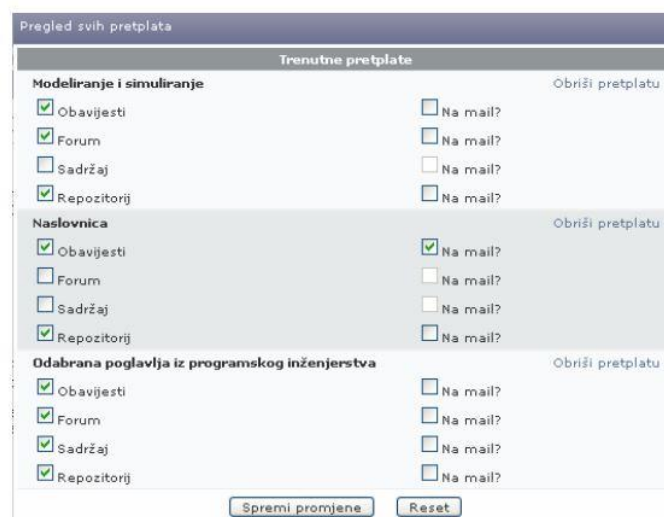 Pregled svih pretplata
Trenutne pretplate
Modeliranje i simuliranje Obriši pretplatu
Obavijesti Na mail?
Forum Na mail?
Sadržaj Na mail?
Repozitorij Na mail?
Naslovnica Obriši pretplatu
Obavijesti Na mail?
Forum Na mail?
Sadržaj Na mail?
Repozitorij Na mail?
Odabrana poglavlja iz programskog inženjerstva Obriši pretplatu
Obavijesti Na mail?
Forum Na mail?
Sadržaj Na mail?
Repozitorij Na mail?
Spremi promjene Reset